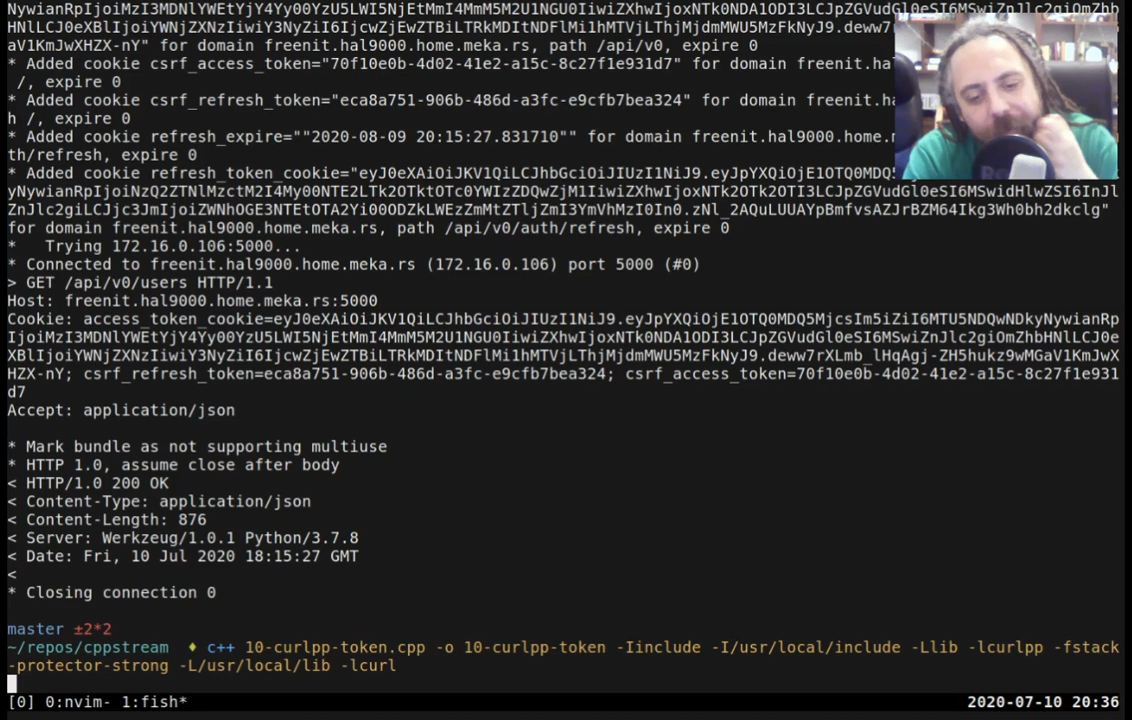 NywianRpIjoiMzI3MDNlYWEtYjY4Yy00YzU5LWI5NjEtMmI4MmM5M2U1NGU0IiwiZXhwIjoxNTk0NDA1ODI3LCJpZGVudGl0eSI6MSwiZnJlc2giOmZhb
HNlLCJ0eXBlIjoiYWNjZXNzIiwiY3NyZiI6IjcwZjEwZTBiLTRkMDItNDFlMi1hMTVjLThjMjdmMWU5MzFkNyJ9.deww7
aV1KmJwXHZX-nY" for domain freenit.hal9000.home.meka.rs, path /api/v0, expire 0
* Added cookie csrf_access_token="70f10e0b-4d02-41e2-a15c-8c27f1e931d7" for domain freenit.hal
 /, expire 0
* Added cookie csrf_refresh_token="eca8a751-906b-486d-a3fc-e9cfb7bea324" for domain freenit.ha
h /, expire 0
* Added cookie refresh_expire=""2020-08-09 20:15:27.831710"" for domain freenit.hal9000.home.m
th/refresh, expire 0
* Added cookie refresh_token_cookie="eyJ0eXAiOiJKV1QiLCJhbGciOiJIUzI1NiJ9.eyJpYXQiOjE1OTQ0MDQ5
yNywianRpIjoiNzQ2ZTNlMzctM2I4My00NTE2LTk2OTktOTc0YWIzZDQwZjM1IiwiZXhwIjoxNTk2OTk2OTI3LCJpZGVudGl0eSI6MSwidHlwZSI6InJl
ZnJlc2giLCJjc3JmIjoiZWNhOGE3NTEtOTA2Yi00ODZkLWEzZmMtZTljZmI3YmVhMzI0In0.zNl_2AQuLUUAYpBmfvsAZJrBZM64Ikg3Wh0bh2dkclg"
for domain freenit.hal9000.home.meka.rs, path /api/v0/auth/refresh, expire 0
*   Trying 172.16.0.106:5000...
* Connected to freenit.hal9000.home.meka.rs (172.16.0.106) port 5000 (#0)
> GET /api/v0/users HTTP/1.1
Host: freenit.hal9000.home.meka.rs:5000
Cookie: access_token_cookie=eyJ0eXAiOiJKV1QiLCJhbGciOiJIUzI1NiJ9.eyJpYXQiOjE1OTQ0MDQ5MjcsIm5iZiI6MTU5NDQwNDkyNywianRp
IjoiMzI3MDNlYWEtYjY4Yy00YzU5LWI5NjEtMmI4MmM5M2U1NGU0IiwiZXhwIjoxNTk0NDA1ODI3LCJpZGVudGl0eSI6MSwiZnJlc2giOmZhbHNlLCJ0e
XBlIjoiYWNjZXNzIiwiY3NyZiI6IjcwZjEwZTBiLTRkMDItNDFlMi1hMTVjLThjMjdmMWU5MzFkNyJ9.deww7rXLmb_lHqAgj-ZH5hukz9wMGaV1KmJwX
HZX-nY; csrf_refresh_token=eca8a751-906b-486d-a3fc-e9cfb7bea324; csrf_access_token=70f10e0b-4d02-41e2-a15c-8c27f1e931
d7
Accept: application/json
* Mark bundle as not supporting multiuse
* HTTP 1.0, assume close after body
< HTTP/1.0 200 OK
< Content-Type: application/json
< Content-Length: 876
< Server: Werkzeug/1.0.1 Python/3.7.8
< Date: Fri, 10 Jul 2020 18:15:27 GMT
<
* Closing connection 0
master ±2*2
~/repos/cppstream ♦ c++ 10-curlpp-token.cpp -o 10-curlpp-token -Iinclude -I/usr/local/include -Llib -lcurlpp -fstack
-protector-strong -L/usr/local/lib -lcurl
[0] 0:nvim- 1:fish* 2020-07-10 20:36